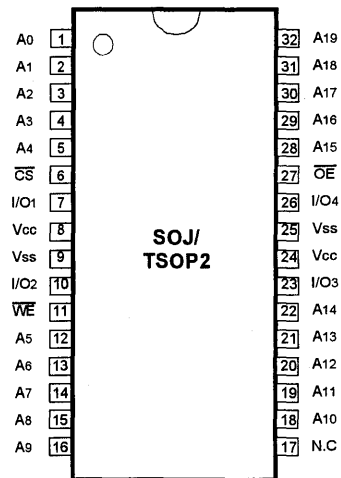 A0 1 32 A19
A1 2 31 A18
A2 3 30 A17
A3 4 29 A16
A4 5 28 A15
C̅S̅ 6 27 O̅E̅
I/O1 7 26 I/O4
Vcc 8 25 Vss
SOJ/
Vss 9 24 Vcc
TSOP2
I/O2 10 23 I/O3
W̅E̅ 11 22 A14
A5 12 21 A13
A6 13 20 A12
A7 14 19 A11
A8 15 18 A10
A9 16 17 N.C